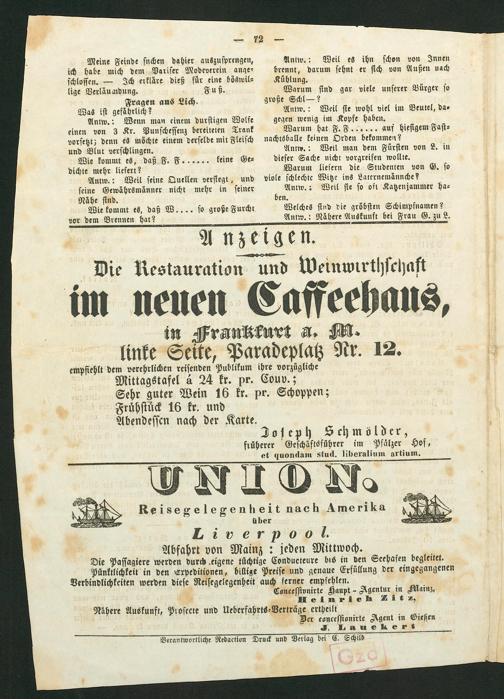 — 72 —
Meine Feinde suchen dahier auszusprengen,
ich habe mich dem Pariser Modeverein ange-
schlossen. — Ich erkläre dieß für eine böswil-
lige Verläumdung. Fuß.
Fragen aus Lich.
Was ist gefährlich?
Antw.: Wenn man einem durstigen Wolfe
einen von 3 Kr. Punschessenz bereiteten Trank
vorsetzt; denn es möchte einem derselbe mit Fleisch
und Blut verschlingen.
Wie kommt es, daß F. F...... keine Ge-
dichte mehr liefert?
Antw.: Weil seine Quellen versiegt, und
seine Gewährsmänner nicht mehr in seiner
Nähe sind.
Wie kommt es, daß W.... so große Furcht
vor dem Brennen hat?
Antw.: Weil es ihn schon von Innen
brennt, darum sehnt er sich von Außen nach
Kühlung.
Warum sind gar viele unserer Bürger so
große Schl—?
Antw.: Weil sie wohl viel im Beutel, da-
gegen wenig im Kopfe haben.
Warum hat F. F...... auf hiesigem Fast-
nachtsballe keinen Orden bekommen?
Antw.: Weil man dem Fürsten von L. in
dieser Sache nicht vorgreifen wollte.
Warum liefern die Studenten von G. so
viele schlechte Witze ins Laternemännche?
Antw.: Weil sie so oft Katzenjammer ha-
ben.
Welches sind die gröbsten Schimpfnamen?
Antw.: Nähere Auskunft bei Frau G. zu L.
Anzeigen.
Die Restauration und Weinwirthschaft
im neuen Caffeehaus,
in Frankfurt a. M.
linke Seite, Paradeplatz Nr. 12.
empfiehlt dem verehrlichen reisenden Publikum ihre vorzügliche
Mittagstafel á 24 kr. pr. Couv.;
Sehr guter Wein 16 kr. pr. Schoppen;
Frühstück 16 kr. und
Abendessen nach der Karte.
Joseph Schmölder,
früherer Geschäftsführer im Pfälzer Hof,
et quondam stud. liberalium artium.
UNION.
Reisegelegenheit nach Amerika
über
Liverpool.
Abfahrt von Mainz: jeden Mittwoch.
Die Passagiere werden durch eigene tüchtige Conducteure bis in den Seehafen begleitet.
Pünktlichkeit in den Expeditionen, billige Preise und genaue Erfüllung der eingegangenen
Verbindlichkeiten werden diese Reisegelegenheit auch ferner empfehlen.
Concessionirte Haupt-Agentur in Mainz,
Heinrich Zitz.
Nähere Auskunft, Prospecte und Ueberfahrts-Verträge ertheilt
Der concessionirte Agent in Gießen
J. Lauckert
Verantwortliche Redaction Druck und Verlag bei C. Schild